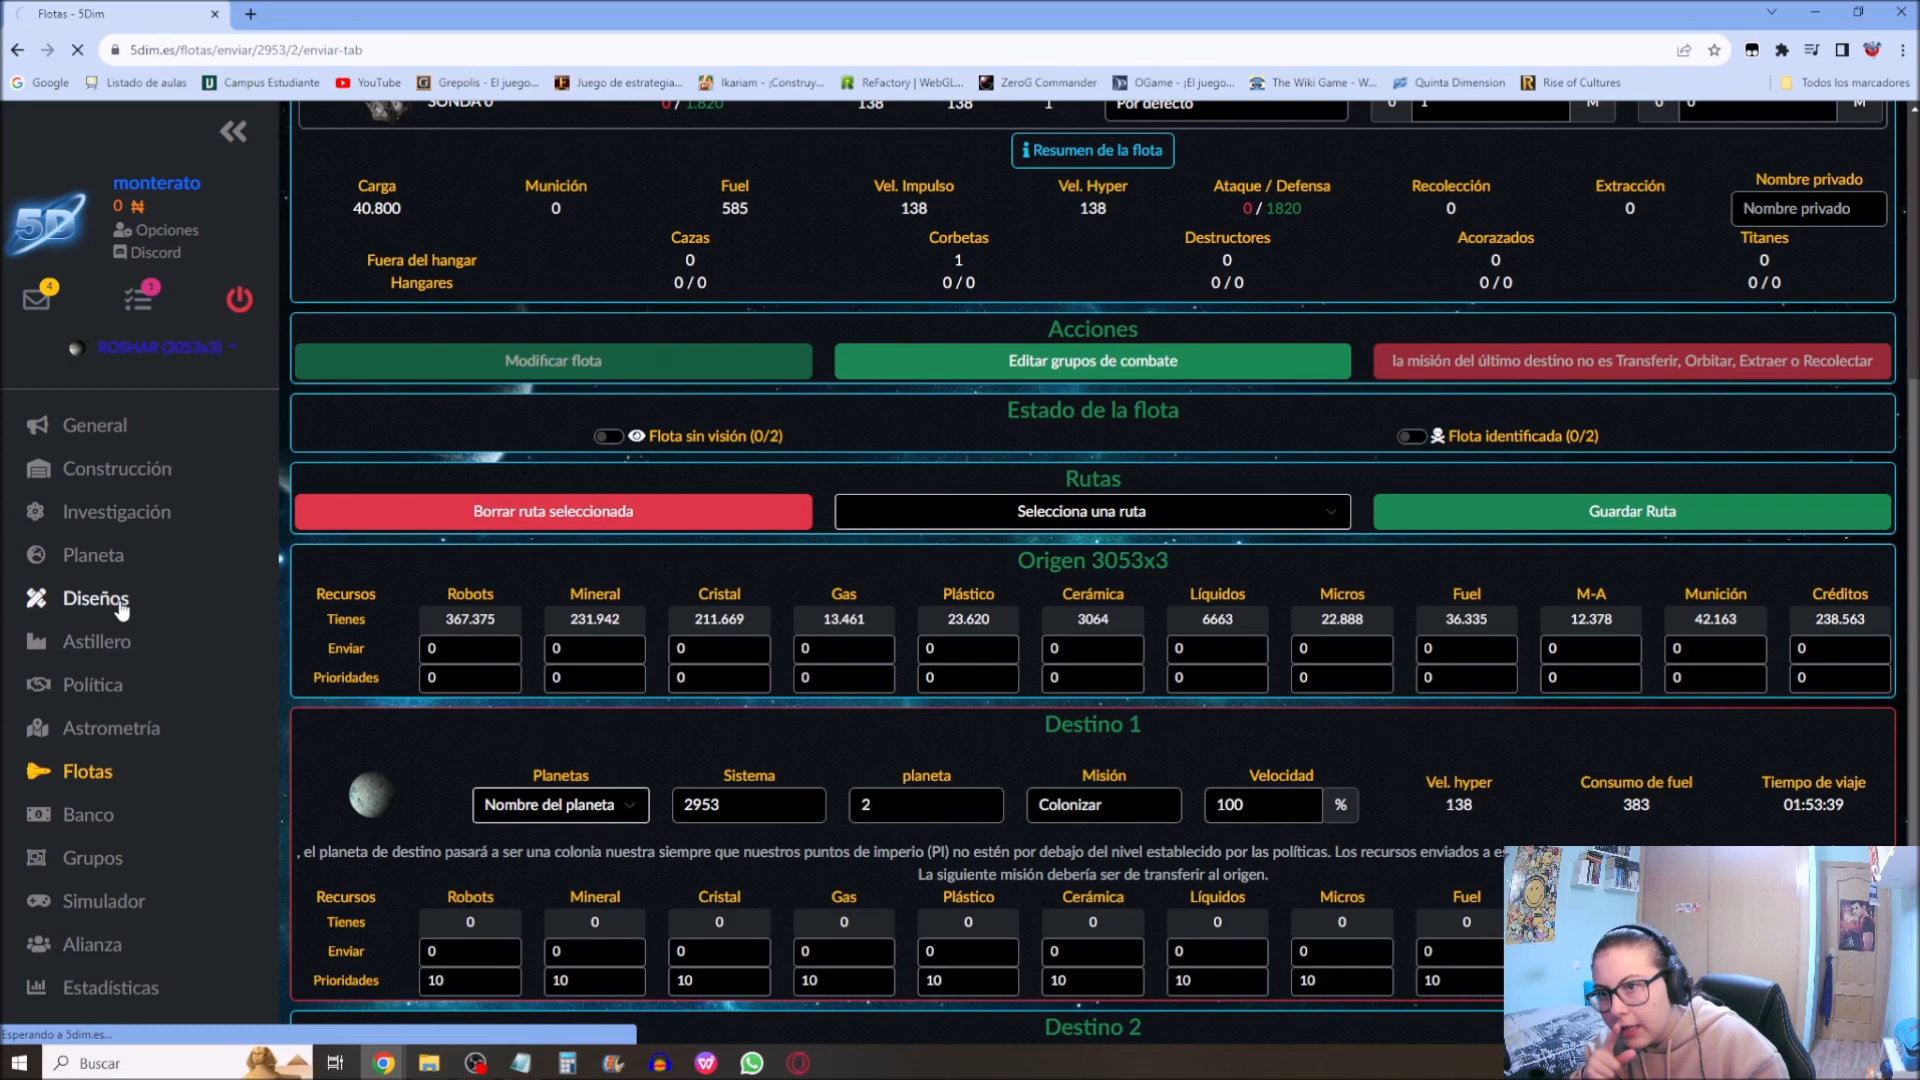 Flotas - 5Dim
5dim.es/flotas/enviar/2953/2/enviar-tab
Google Listado de aulas Campus Estudiante YouTube Grepolis - El juego... Juego de estrategia... Ikariam - ¡Construy... ReFactory | WebGL... ZeroG Commander OGame - ¡El juego... The Wiki Game - W... Quinta Dimension Rise of Cultures Todos los marcadores
SONDA 0 0 / 1.820 138 138 1 Por defecto 0 1 M 0 0 M
monterato
0
Opciones
Discord
4 1
ROSHAR (3053x3)
General
Construcción
Investigación
Planeta
Diseños
Astillero
Política
Astrometría
Flotas
Banco
Grupos
Simulador
Alianza
Estadísticas
Resumen de la flota
Carga Munición Fuel Vel. Impulso Vel. Hyper Ataque / Defensa Recolección Extracción Nombre privado
40.800 0 585 138 138 0 / 1820 0 0 Nombre privado
Cazas Corbetas Destructores Acorazados Titanes
Fuera del hangar 0 1 0 0 0
Hangares 0 / 0 0 / 0 0 / 0 0 / 0 0 / 0
Acciones
Modificar flota Editar grupos de combate la misión del último destino no es Transferir, Orbitar, Extraer o Recolectar
Estado de la flota
Flota sin visión (0/2) Flota identificada (0/2)
Rutas
Borrar ruta seleccionada Selecciona una ruta Guardar Ruta
Origen 3053x3
Recursos Robots Mineral Cristal Gas Plástico Cerámica Líquidos Micros Fuel M-A Munición Créditos
Tienes 367.375 231.942 211.669 13.461 23.620 3064 6663 22.888 36.335 12.378 42.163 238.563
Enviar 0 0 0 0 0 0 0 0 0 0 0 0
Prioridades 0 0 0 0 0 0 0 0 0 0 0 0
Destino 1
Planetas Sistema planeta Misión Velocidad Vel. hyper Consumo de fuel Tiempo de viaje
Nombre del planeta 2953 2 Colonizar 100 % 138 383 01:53:39
, el planeta de destino pasará a ser una colonia nuestra siempre que nuestros puntos de imperio (PI) no estén por debajo del nivel establecido por las políticas. Los recursos enviados a e
La siguiente misión debería ser de transferir al origen.
Recursos Robots Mineral Cristal Gas Plástico Cerámica Líquidos Micros Fuel
Tienes 0 0 0 0 0 0 0 0 0
Enviar 0 0 0 0 0 0 0 0 0
Prioridades 10 10 10 10 10 10 10 10 10
Destino 2
Esperando a 5dim.es...
Buscar